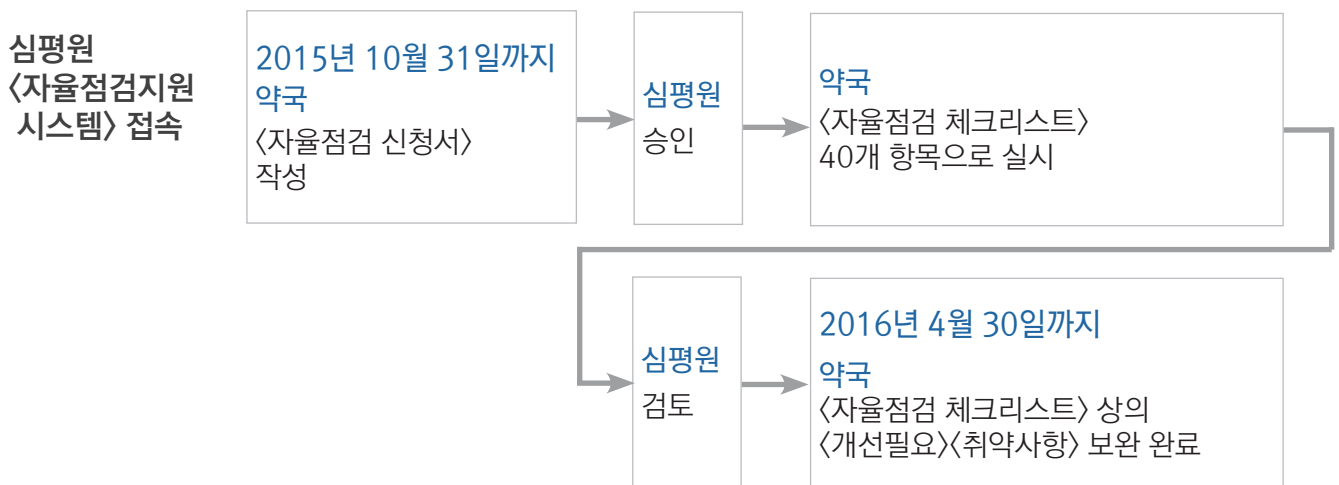 심평원
〈자율점검지원
시스템〉 접속
2015년 10월 31일까지
약국
〈자율점검 신청서〉
작성
심평원
승인
약국
〈자율점검 체크리스트〉
40개 항목으로 실시
심평원
검토
2016년 4월 30일까지
약국
〈자율점검 체크리스트〉 상의
〈개선필요〉〈취약사항〉 보완 완료